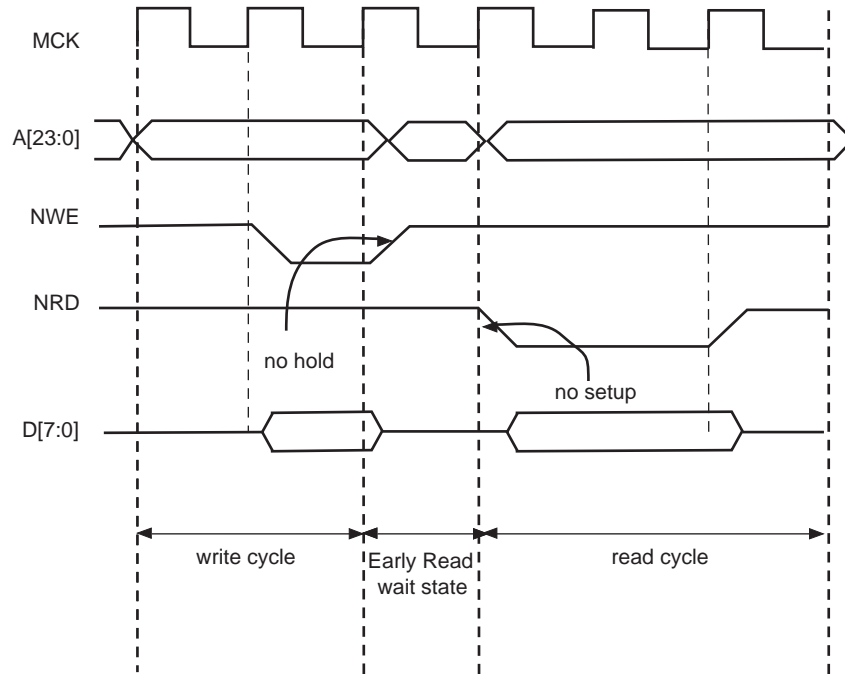 MCK
A[23:0]
NWE
NRD
no hold
no setup
D[7:0]
write cycle
Early Read
wait state
read cycle